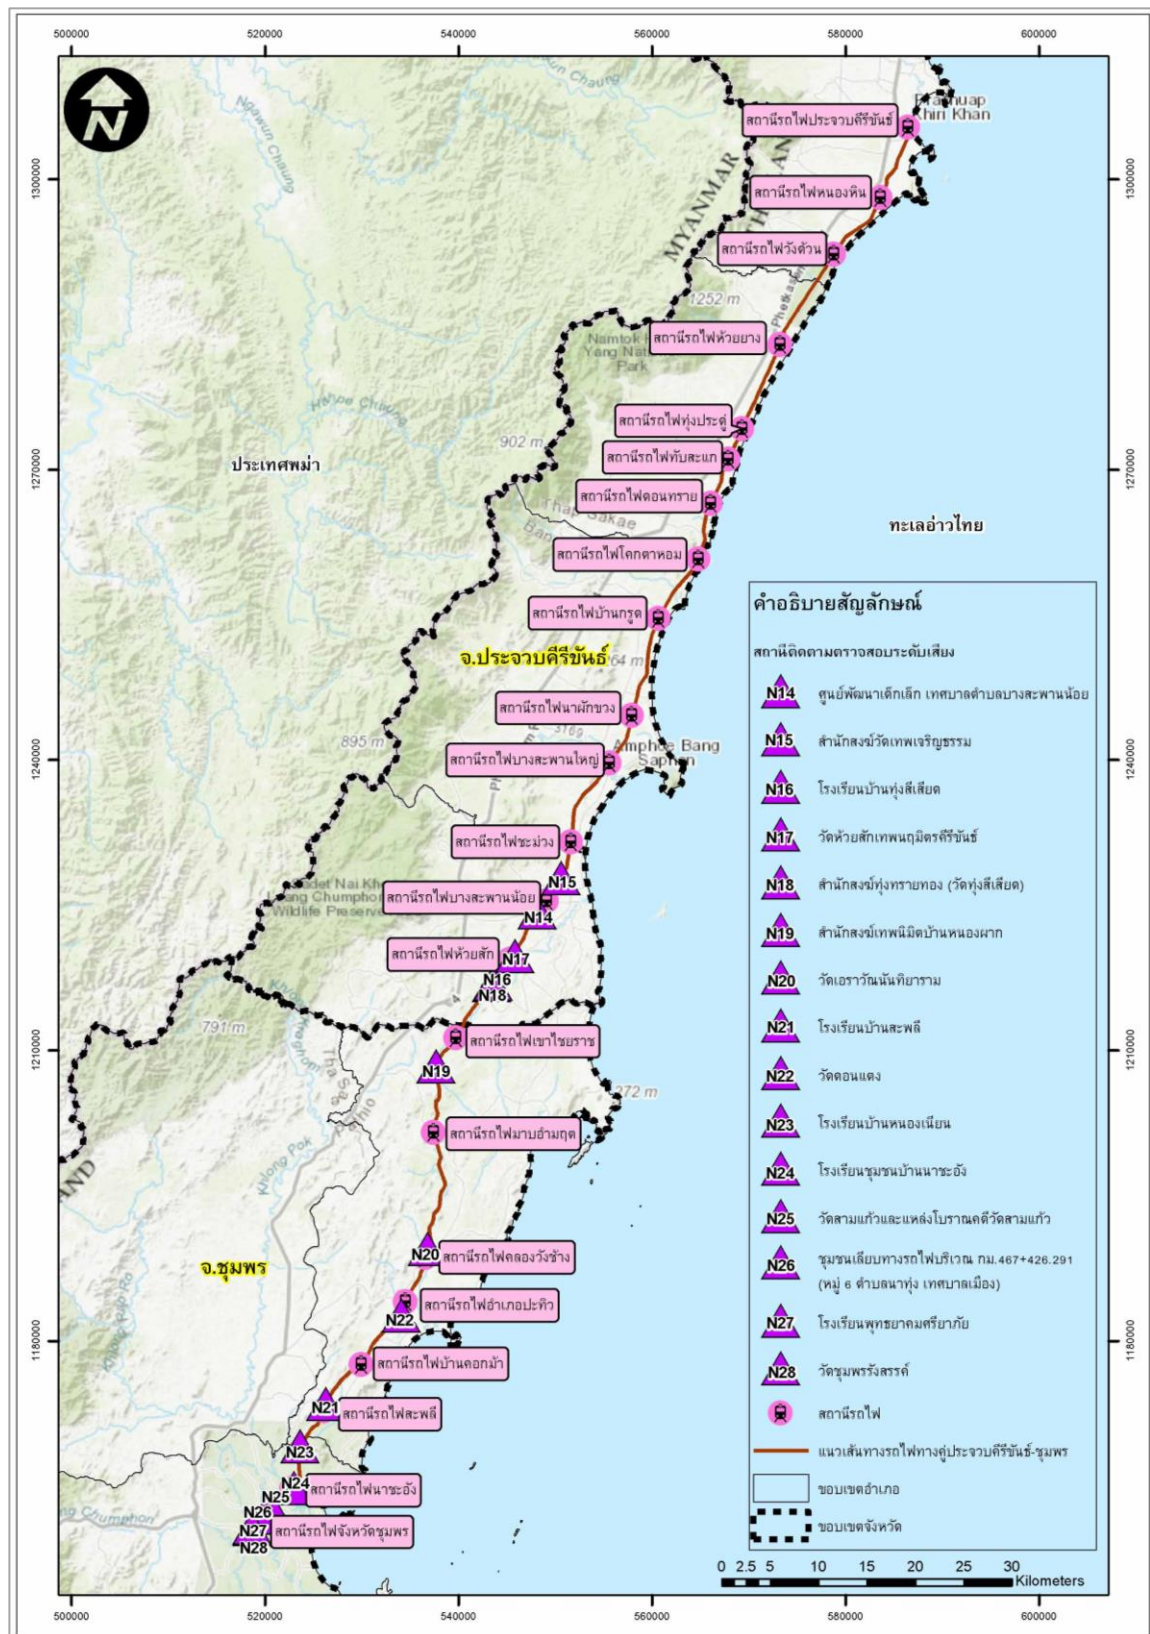 500000 520000 540000 560000 580000 600000
N
1300000
1270000
1240000
1210000
1180000
1300000
1270000
1240000
1210000
1180000
Ngawun Chaung
Prachuap
Khiri Khan
MYANMAR
สถานีรถไฟประจวบคีรีขันธ์
สถานีรถไฟหนองหิน
สถานีรถไฟวังด้วน
1252 m
สถานีรถไฟห้วยยาง
Yang National
Park
902 m
สถานีรถไฟทุ่งประดู่
ประเทศพม่า
สถานีรถไฟทับสะแก
สถานีรถไฟดอนทราย
Thap Sakae
ทะเลอ่าวไทย
สถานีรถไฟโคกตาหอม
สถานีรถไฟบ้านกรูด
จ.ประจวบคีรีขันธ์
264 m
สถานีรถไฟนาผักขวง
3169
895 m
Amphoe Bang
Saphan
สถานีรถไฟบางสะพานใหญ่
สถานีรถไฟชะม่วง
N15
Wildlife Preserve
สถานีรถไฟบางสะพานน้อย
N14
สถานีรถไฟห้วยสัก
N17
N16
N18
4
791 m
สถานีรถไฟเขาไชยราช
N19
272 m
สถานีรถไฟมาบอำมฤต
Khlong Pok
N20
สถานีรถไฟคลองวังช้าง
จ.ชุมพร
สถานีรถไฟอำเภอปะทิว
N22
สถานีรถไฟบ้านคอกม้า
N21
สถานีรถไฟสะพลี
N23
N24
สถานีรถไฟนาชะอัง
N25
N26
N27
สถานีรถไฟจังหวัดชุมพร
N28
คำอธิบายสัญลักษณ์
สถานีติดตามตรวจสอบระดับเสียง
N14 ศูนย์พัฒนาเด็กเล็ก เทศบาลตำบลบางสะพานน้อย
N15 สำนักสงฆ์วัดเทพเจริญธรรม
N16 โรงเรียนบ้านทุ่งสีเสียด
N17 วัดห้วยสักเทพนฤมิตรคีรีขันธ์
N18 สำนักสงฆ์ทุ่งทรายทอง (วัดทุ่งสีเสียด)
N19 สำนักสงฆ์เทพนิมิตบ้านหนองผาก
N20 วัดเอราวัณนันทิยาราม
N21 โรงเรียนบ้านสะพลี
N22 วัดดอนแตง
N23 โรงเรียนบ้านหนองเนียน
N24 โรงเรียนชุมชนบ้านนาชะอัง
N25 วัดสามแก้วและแหล่งโบราณคดีวัดสามแก้ว
N26 ชุมชนเลียบทางรถไฟบริเวณ กม.467+426.291
(หมู่ 6 ตำบลนาทุ่ง เทศบาลเมือง)
N27 โรงเรียนพุทธยาคมศรียาภัย
N28 วัดชุมพรรังสรรค์
สถานีรถไฟ
แนวเส้นทางรถไฟทางคู่ประจวบคีรีขันธ์-ชุมพร
ขอบเขตอำเภอ
ขอบเขตจังหวัด
0 2.5 5 10 15 20 25 30
Kilometers
500000 520000 540000 560000 580000 600000